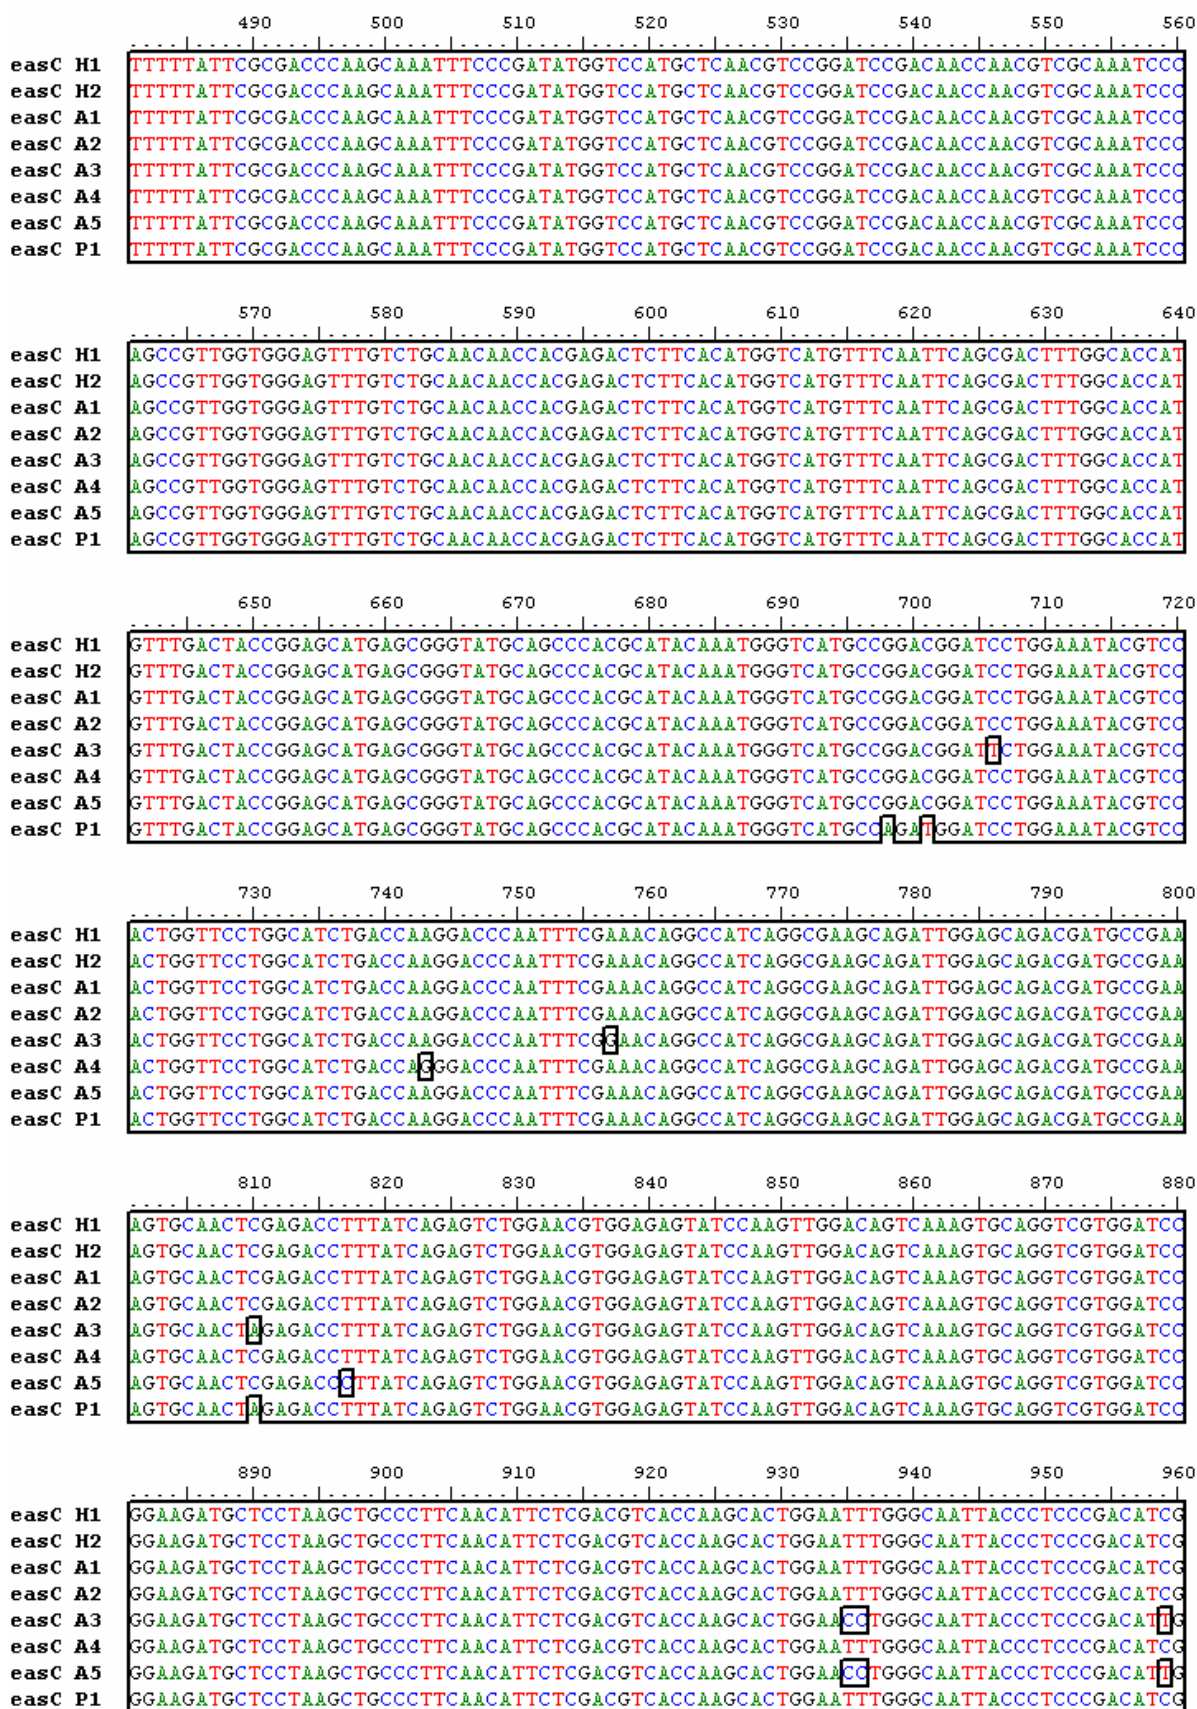 490 500 510 520 530 540 550 560
easC H1 TTTTTATTCGCGACCCAAGCAAATTTCCCGATATGGTCCATGCTCAACGTCCGGATCCGACAACCAACGTCGCAAATCCC
easC H2 TTTTTATTCGCGACCCAAGCAAATTTCCCGATATGGTCCATGCTCAACGTCCGGATCCGACAACCAACGTCGCAAATCCC
easC A1 TTTTTATTCGCGACCCAAGCAAATTTCCCGATATGGTCCATGCTCAACGTCCGGATCCGACAACCAACGTCGCAAATCCC
easC A2 TTTTTATTCGCGACCCAAGCAAATTTCCCGATATGGTCCATGCTCAACGTCCGGATCCGACAACCAACGTCGCAAATCCC
easC A3 TTTTTATTCGCGACCCAAGCAAATTTCCCGATATGGTCCATGCTCAACGTCCGGATCCGACAACCAACGTCGCAAATCCC
easC A4 TTTTTATTCGCGACCCAAGCAAATTTCCCGATATGGTCCATGCTCAACGTCCGGATCCGACAACCAACGTCGCAAATCCC
easC A5 TTTTTATTCGCGACCCAAGCAAATTTCCCGATATGGTCCATGCTCAACGTCCGGATCCGACAACCAACGTCGCAAATCCC
easC P1 TTTTTATTCGCGACCCAAGCAAATTTCCCGATATGGTCCATGCTCAACGTCCGGATCCGACAACCAACGTCGCAAATCCC
570 580 590 600 610 620 630 640
easC H1 AGCCGTTGGTGGGAGTTTGTCTGCAACAACCACGAGACTCTTCACATGGTCATGTTTCAATTCAGCGACTTTGGCACCAT
easC H2 AGCCGTTGGTGGGAGTTTGTCTGCAACAACCACGAGACTCTTCACATGGTCATGTTTCAATTCAGCGACTTTGGCACCAT
easC A1 AGCCGTTGGTGGGAGTTTGTCTGCAACAACCACGAGACTCTTCACATGGTCATGTTTCAATTCAGCGACTTTGGCACCAT
easC A2 AGCCGTTGGTGGGAGTTTGTCTGCAACAACCACGAGACTCTTCACATGGTCATGTTTCAATTCAGCGACTTTGGCACCAT
easC A3 AGCCGTTGGTGGGAGTTTGTCTGCAACAACCACGAGACTCTTCACATGGTCATGTTTCAATTCAGCGACTTTGGCACCAT
easC A4 AGCCGTTGGTGGGAGTTTGTCTGCAACAACCACGAGACTCTTCACATGGTCATGTTTCAATTCAGCGACTTTGGCACCAT
easC A5 AGCCGTTGGTGGGAGTTTGTCTGCAACAACCACGAGACTCTTCACATGGTCATGTTTCAATTCAGCGACTTTGGCACCAT
easC P1 AGCCGTTGGTGGGAGTTTGTCTGCAACAACCACGAGACTCTTCACATGGTCATGTTTCAATTCAGCGACTTTGGCACCAT
650 660 670 680 690 700 710 720
easC H1 GTTTGACTACCGGAGCATGAGCGGGTATGCAGCCCACGCATACAAATGGGTCATGCCGGACGGATCCTGGAAATACGTCC
easC H2 GTTTGACTACCGGAGCATGAGCGGGTATGCAGCCCACGCATACAAATGGGTCATGCCGGACGGATCCTGGAAATACGTCC
easC A1 GTTTGACTACCGGAGCATGAGCGGGTATGCAGCCCACGCATACAAATGGGTCATGCCGGACGGATCCTGGAAATACGTCC
easC A2 GTTTGACTACCGGAGCATGAGCGGGTATGCAGCCCACGCATACAAATGGGTCATGCCGGACGGATCCTGGAAATACGTCC
easC A3 GTTTGACTACCGGAGCATGAGCGGGTATGCAGCCCACGCATACAAATGGGTCATGCCGGACGGATTCTGGAAATACGTCC
easC A4 GTTTGACTACCGGAGCATGAGCGGGTATGCAGCCCACGCATACAAATGGGTCATGCCGGACGGATCCTGGAAATACGTCC
easC A5 GTTTGACTACCGGAGCATGAGCGGGTATGCAGCCCACGCATACAAATGGGTCATGCCGGACGGATCCTGGAAATACGTCC
easC P1 GTTTGACTACCGGAGCATGAGCGGGTATGCAGCCCACGCATACAAATGGGTCATGCCAGATGGATCCTGGAAATACGTCC
730 740 750 760 770 780 790 800
easC H1 ACTGGTTCCTGGCATCTGACCAAGGACCCAATTTCGAAACAGGCCATCAGGCGAAGCAGATTGGAGCAGACGATGCCGAA
easC H2 ACTGGTTCCTGGCATCTGACCAAGGACCCAATTTCGAAACAGGCCATCAGGCGAAGCAGATTGGAGCAGACGATGCCGAA
easC A1 ACTGGTTCCTGGCATCTGACCAAGGACCCAATTTCGAAACAGGCCATCAGGCGAAGCAGATTGGAGCAGACGATGCCGAA
easC A2 ACTGGTTCCTGGCATCTGACCAAGGACCCAATTTCGAAACAGGCCATCAGGCGAAGCAGATTGGAGCAGACGATGCCGAA
easC A3 ACTGGTTCCTGGCATCTGACCAAGGACCCAATTTCGGAACAGGCCATCAGGCGAAGCAGATTGGAGCAGACGATGCCGAA
easC A4 ACTGGTTCCTGGCATCTGACCAGGGACCCAATTTCGAAACAGGCCATCAGGCGAAGCAGATTGGAGCAGACGATGCCGAA
easC A5 ACTGGTTCCTGGCATCTGACCAAGGACCCAATTTCGAAACAGGCCATCAGGCGAAGCAGATTGGAGCAGACGATGCCGAA
easC P1 ACTGGTTCCTGGCATCTGACCAAGGACCCAATTTCGAAACAGGCCATCAGGCGAAGCAGATTGGAGCAGACGATGCCGAA
810 820 830 840 850 860 870 880
easC H1 AGTGCAACTCGAGACCTTTATCAGAGTCTGGAACGTGGAGAGTATCCAAGTTGGACAGTCAAAGTGCAGGTCGTGGATCC
easC H2 AGTGCAACTCGAGACCTTTATCAGAGTCTGGAACGTGGAGAGTATCCAAGTTGGACAGTCAAAGTGCAGGTCGTGGATCC
easC A1 AGTGCAACTCGAGACCTTTATCAGAGTCTGGAACGTGGAGAGTATCCAAGTTGGACAGTCAAAGTGCAGGTCGTGGATCC
easC A2 AGTGCAACTCGAGACCTTTATCAGAGTCTGGAACGTGGAGAGTATCCAAGTTGGACAGTCAAAGTGCAGGTCGTGGATCC
easC A3 AGTGCAACTAGAGACCTTTATCAGAGTCTGGAACGTGGAGAGTATCCAAGTTGGACAGTCAAAGTGCAGGTCGTGGATCC
easC A4 AGTGCAACTCGAGACCTTTATCAGAGTCTGGAACGTGGAGAGTATCCAAGTTGGACAGTCAAAGTGCAGGTCGTGGATCC
easC A5 AGTGCAACTCGAGACCCTTATCAGAGTCTGGAACGTGGAGAGTATCCAAGTTGGACAGTCAAAGTGCAGGTCGTGGATCC
easC P1 AGTGCAACTAGAGACCTTTATCAGAGTCTGGAACGTGGAGAGTATCCAAGTTGGACAGTCAAAGTGCAGGTCGTGGATCC
890 900 910 920 930 940 950 960
easC H1 GGAAGATGCTCCTAAGCTGCCCTTCAACATTCTCGACGTCACCAAGCACTGGAATTTGGGCAATTACCCTCCCGACATCG
easC H2 GGAAGATGCTCCTAAGCTGCCCTTCAACATTCTCGACGTCACCAAGCACTGGAATTTGGGCAATTACCCTCCCGACATCG
easC A1 GGAAGATGCTCCTAAGCTGCCCTTCAACATTCTCGACGTCACCAAGCACTGGAATTTGGGCAATTACCCTCCCGACATCG
easC A2 GGAAGATGCTCCTAAGCTGCCCTTCAACATTCTCGACGTCACCAAGCACTGGAATTTGGGCAATTACCCTCCCGACATCG
easC A3 GGAAGATGCTCCTAAGCTGCCCTTCAACATTCTCGACGTCACCAAGCACTGGAACCTGGGCAATTACCCTCCCGACATTG
easC A4 GGAAGATGCTCCTAAGCTGCCCTTCAACATTCTCGACGTCACCAAGCACTGGAATTTGGGCAATTACCCTCCCGACATCG
easC A5 GGAAGATGCTCCTAAGCTGCCCTTCAACATTCTCGACGTCACCAAGCACTGGAACCTGGGCAATTACCCTCCCGACATTG
easC P1 GGAAGATGCTCCTAAGCTGCCCTTCAACATTCTCGACGTCACCAAGCACTGGAATTTGGGCAATTACCCTCCCGACATCG